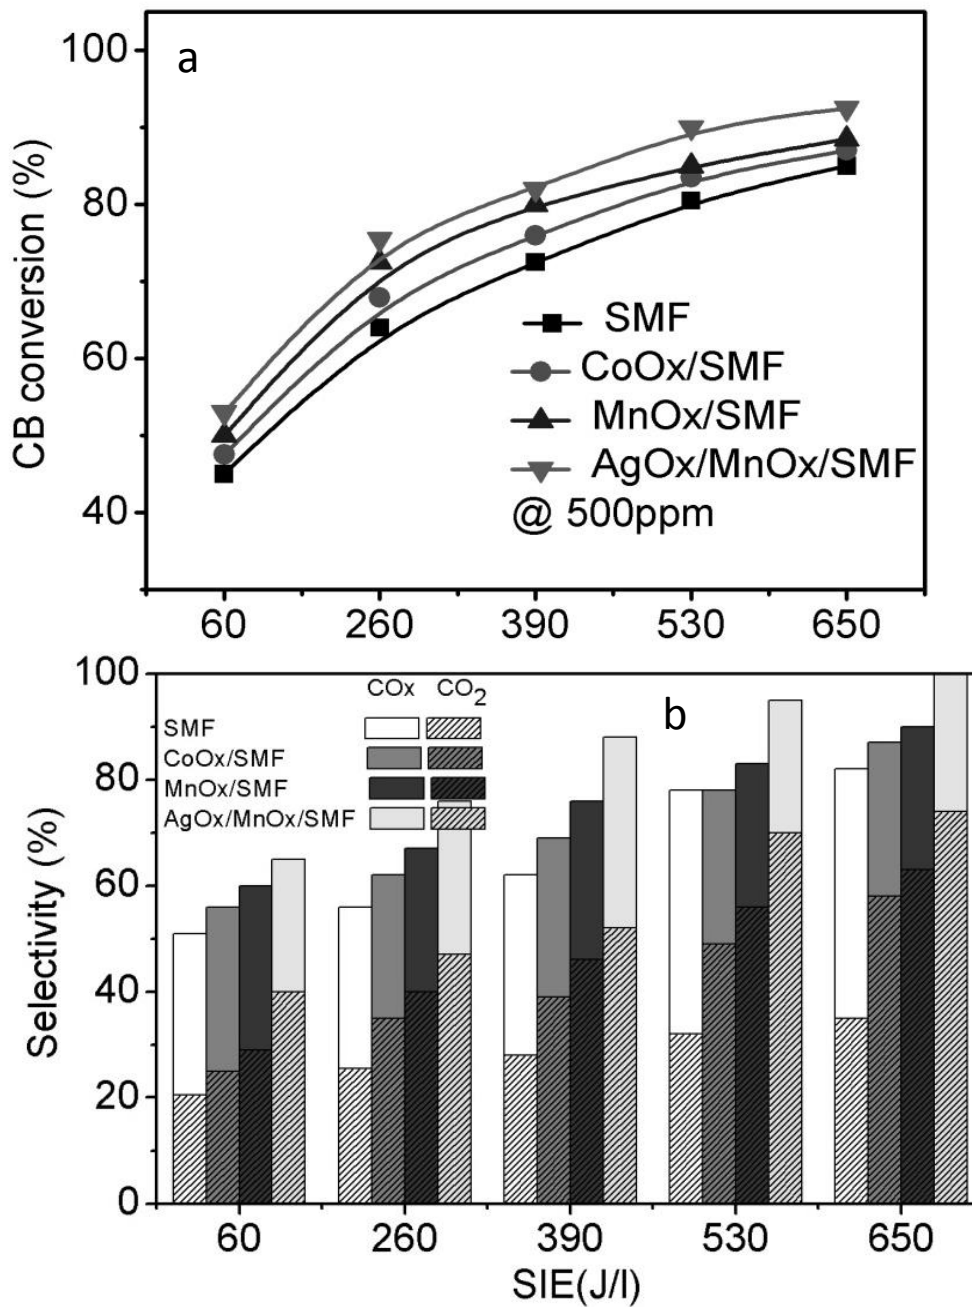 a
100
80
60
40
CB conversion (%)
SMF
CoOx/SMF
MnOx/SMF
AgOx/MnOx/SMF
@ 500ppm
60 260 390 530 650
b
100
80
60
40
20
0
Selectivity (%)
COx CO2
SMF
CoOx/SMF
MnOx/SMF
AgOx/MnOx/SMF
60 260 390 530 650
SIE(J/l)